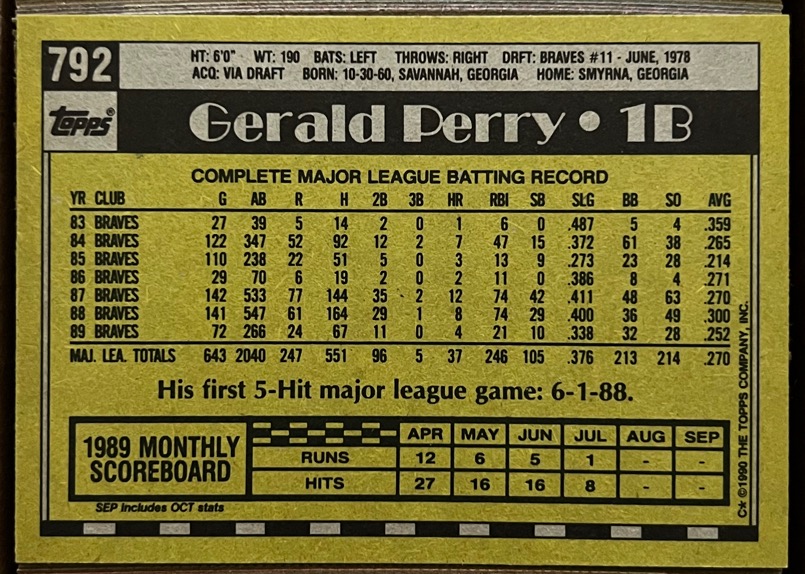 792
HT: 6'0" WT: 190 BATS: LEFT THROWS: RIGHT DRFT: BRAVES #11 - JUNE, 1978
ACQ: VIA DRAFT BORN: 10-30-60, SAVANNAH, GEORGIA HOME: SMYRNA, GEORGIA
Topps®
Gerald Perry • 1B
COMPLETE MAJOR LEAGUE BATTING RECORD
YR CLUB G AB R H 2B 3B HR RBI SB SLG BB SO AVG
83 BRAVES 27 39 5 14 2 0 1 6 0 .487 5 4 .359
84 BRAVES 122 347 52 92 12 2 7 47 15 .372 61 38 .265
85 BRAVES 110 238 22 51 5 0 3 13 9 .273 23 28 .214
86 BRAVES 29 70 6 19 2 0 2 11 0 .386 8 4 .271
87 BRAVES 142 533 77 144 35 2 12 74 42 .411 48 63 .270
88 BRAVES 141 547 61 164 29 1 8 74 29 .400 36 49 .300
89 BRAVES 72 266 24 67 11 0 4 21 10 .338 32 28 .252
MAJ. LEA. TOTALS 643 2040 247 551 96 5 37 246 105 .376 213 214 .270
His first 5-Hit major league game: 6-1-88.
1989 MONTHLY
SCOREBOARD
APR MAY JUN JUL AUG SEP
RUNS 12 6 5 1 - -
HITS 27 16 16 8 - -
SEP includes OCT stats
C* ©1990 THE TOPPS COMPANY, INC.